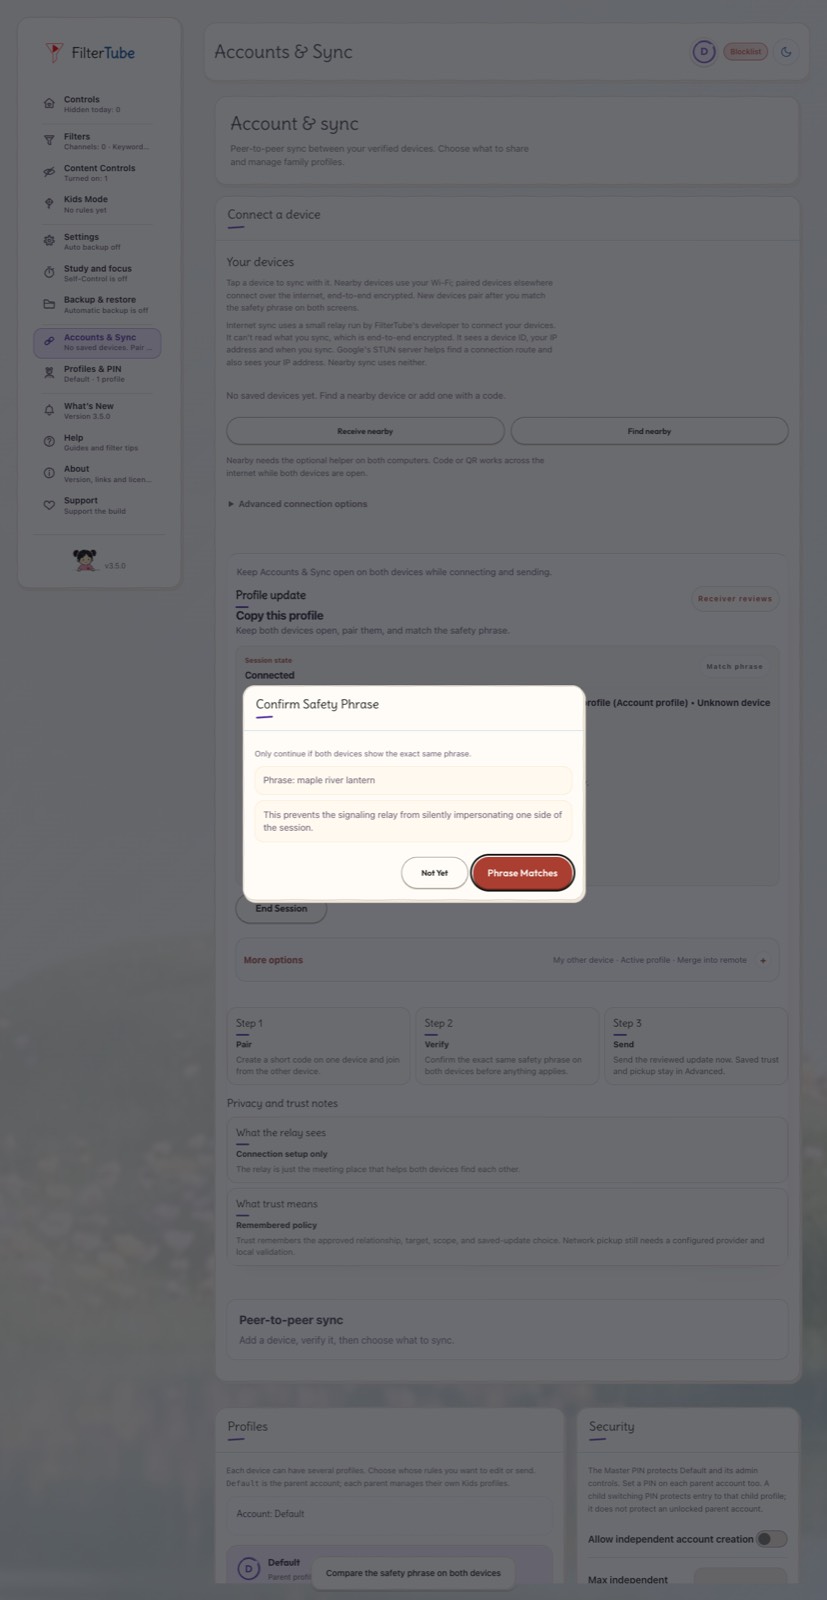 FilterTube
Controls
Hidden today: 0
Filters
Channels: 0 · Keyword...
Content Controls
Turned on: 1
Kids Mode
No rules yet
Settings
Auto backup off
Study and focus
Self-Control is off
Backup & restore
Automatic backup is off
Accounts & Sync
No saved devices. Pair ...
Profiles & PIN
Default · 1 profile
What's New
Version 3.5.0
Help
Guides and filter tips
About
Version, links and licen...
Support
Support the build
v3.5.0
Accounts & Sync
D
Blocklist
Account & sync
Peer-to-peer sync between your verified devices. Choose what to share
and manage family profiles.
Connect a device
Your devices
Tap a device to sync with it. Nearby devices use your Wi-Fi; paired devices elsewhere
connect over the internet, end-to-end encrypted. New devices pair after you match
the safety phrase on both screens.
Internet sync uses a small relay run by FilterTube's developer to connect your devices.
It can't read what you sync, which is end-to-end encrypted. It sees a device ID, your IP
address and when you sync. Google's STUN server helps find a connection route and
also sees your IP address. Nearby sync uses neither.
No saved devices yet. Find a nearby device or add one with a code.
Receive nearby
Find nearby
Nearby needs the optional helper on both computers. Code or QR works across the
internet while both devices are open.
Advanced connection options
Keep Accounts & Sync open on both devices while connecting and sending.
Profile update
Receiver reviews
Copy this profile
Keep both devices open, pair them, and match the safety phrase.
Session state
Connected
Match phrase
rofile (Account profile) • Unknown device
Confirm Safety Phrase
Only continue if both devices show the exact same phrase.
Phrase: maple river lantern
This prevents the signaling relay from silently impersonating one side of
the session.
Not Yet
Phrase Matches
End Session
More options
My other device · Active profile · Merge into remote
+
Step 1
Pair
Create a short code on one device and join
from the other device.
Step 2
Verify
Confirm the exact same safety phrase on
both devices before anything applies.
Step 3
Send
Send the reviewed update now. Saved trust
and pickup stay in Advanced.
Privacy and trust notes
What the relay sees
Connection setup only
The relay is just the meeting place that helps both devices find each other.
What trust means
Remembered policy
Trust remembers the approved relationship, target, scope, and saved-update choice. Network pickup still needs a configured provider and
local validation.
Peer-to-peer sync
Add a device, verify it, then choose what to sync.
Profiles
Each device can have several profiles. Choose whose rules you want to edit or send.
Default is the parent account; each parent manages their own Kids profiles.
Account: Default
D
Default
Parent profi
Security
The Master PIN protects Default and its admin
controls. Set a PIN on each parent account too. A
child switching PIN protects entry to that child profile;
it does not protect an unlocked parent account.
Allow independent account creation
Max independent
Compare the safety phrase on both devices